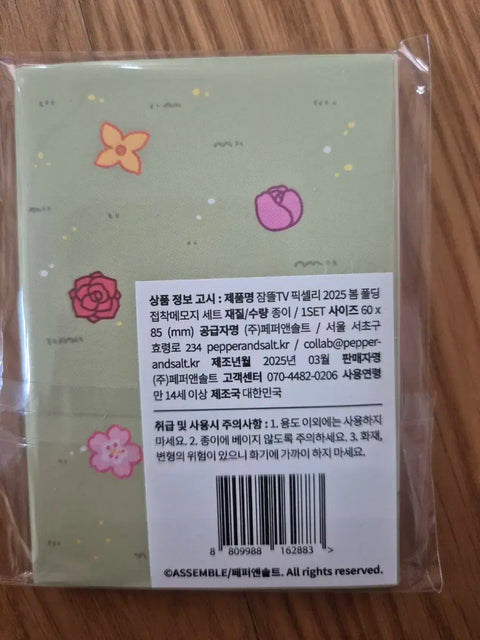 상품 정보 고시 : 제품명 잠뜰TV 픽셀리 2025 봄 폴딩
접착메모지 세트 재질/수량 종이 / 1SET 사이즈 60 x
85 (mm) 공급자명 (주)페퍼앤솔트 / 서울 서초구
효령로 234 pepperandsalt.kr / collab@pepper-
andsalt.kr 제조년월 2025년 03월 판매자명
(주)페퍼앤솔트 고객센터 070-4482-0206 사용연령
만 14세 이상 제조국 대한민국
취급 및 사용시 주의사항 : 1. 용도 이외에는 사용하지
마세요. 2. 종이에 베이지 않도록 주의하세요. 3. 화재,
변형의 위험이 있으니 화기에 가까이 하지 마세요.
8 809988 162883 >
©ASSEMBLE/페퍼앤솔트. All rights reserved.